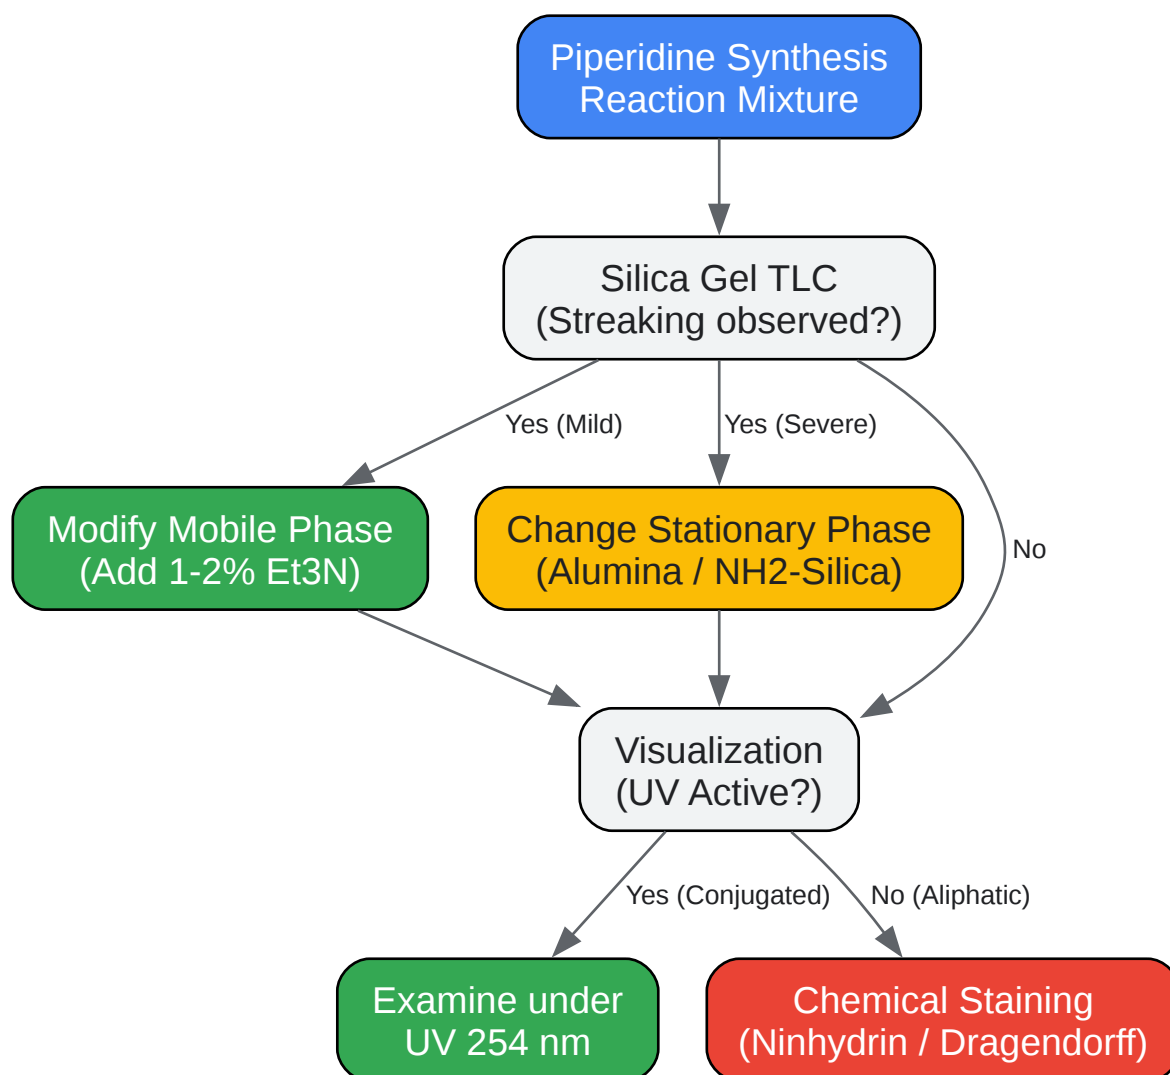 Piperidine Synthesis
Reaction Mixture
Silica Gel TLC
(Streaking observed?)
Yes (Mild)
Yes (Severe)
No
Modify Mobile Phase
(Add 1-2% Et3N)
Change Stationary Phase
(Alumina / NH2-Silica)
Visualization
(UV Active?)
Yes (Conjugated)
No (Aliphatic)
Examine under
UV 254 nm
Chemical Staining
(Ninhydrin / Dragendorff)